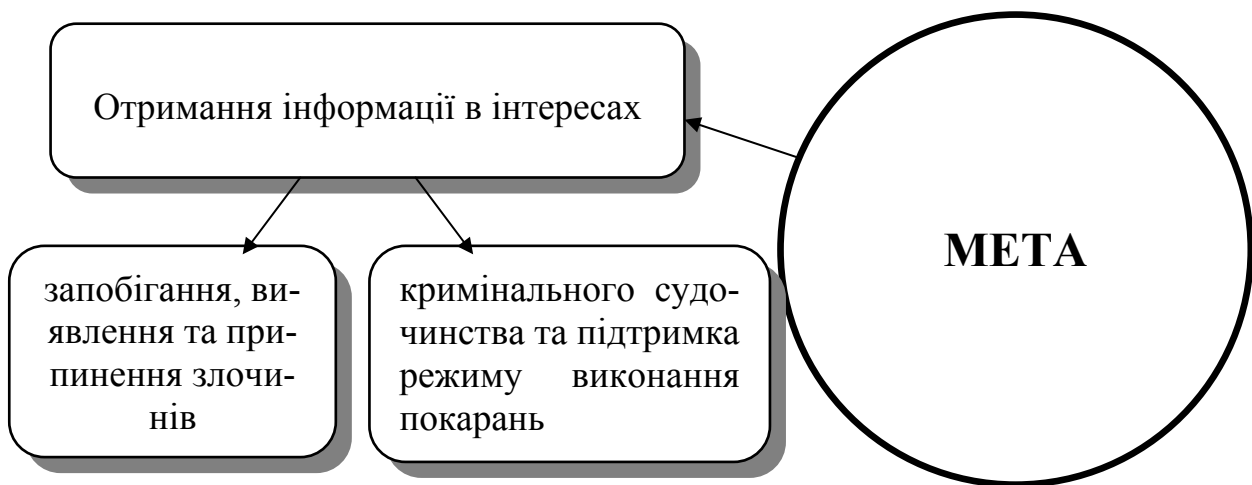 Отримання інформації в інтересах
МЕТА
запобігання, ви-
явлення та при-
пинення злочи-
нів
кримінального судо-
чинства та підтримка
режиму виконання
покарань